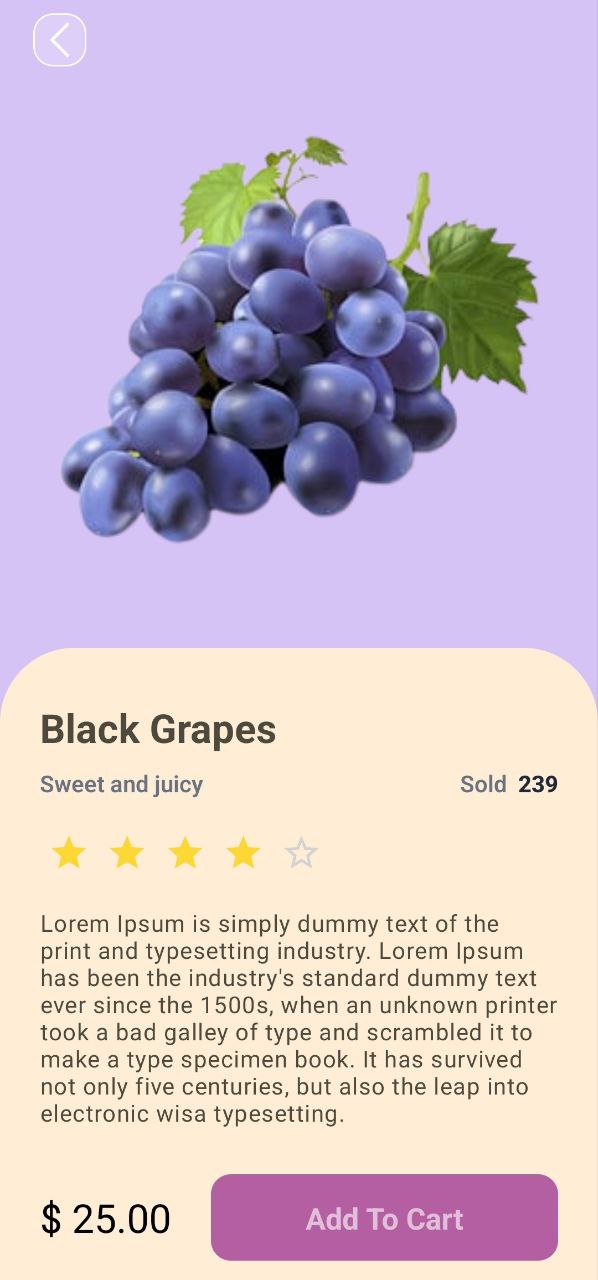 Black Grapes
Sweet and juicy Sold 239
Lorem Ipsum is simply dummy text of the
print and typesetting industry. Lorem Ipsum
has been the industry's standard dummy text
ever since the 1500s, when an unknown printer
took a bad galley of type and scrambled it to
make a type specimen book. It has survived
not only five centuries, but also the leap into
electronic wisa typesetting.
$ 25.00 Add To Cart